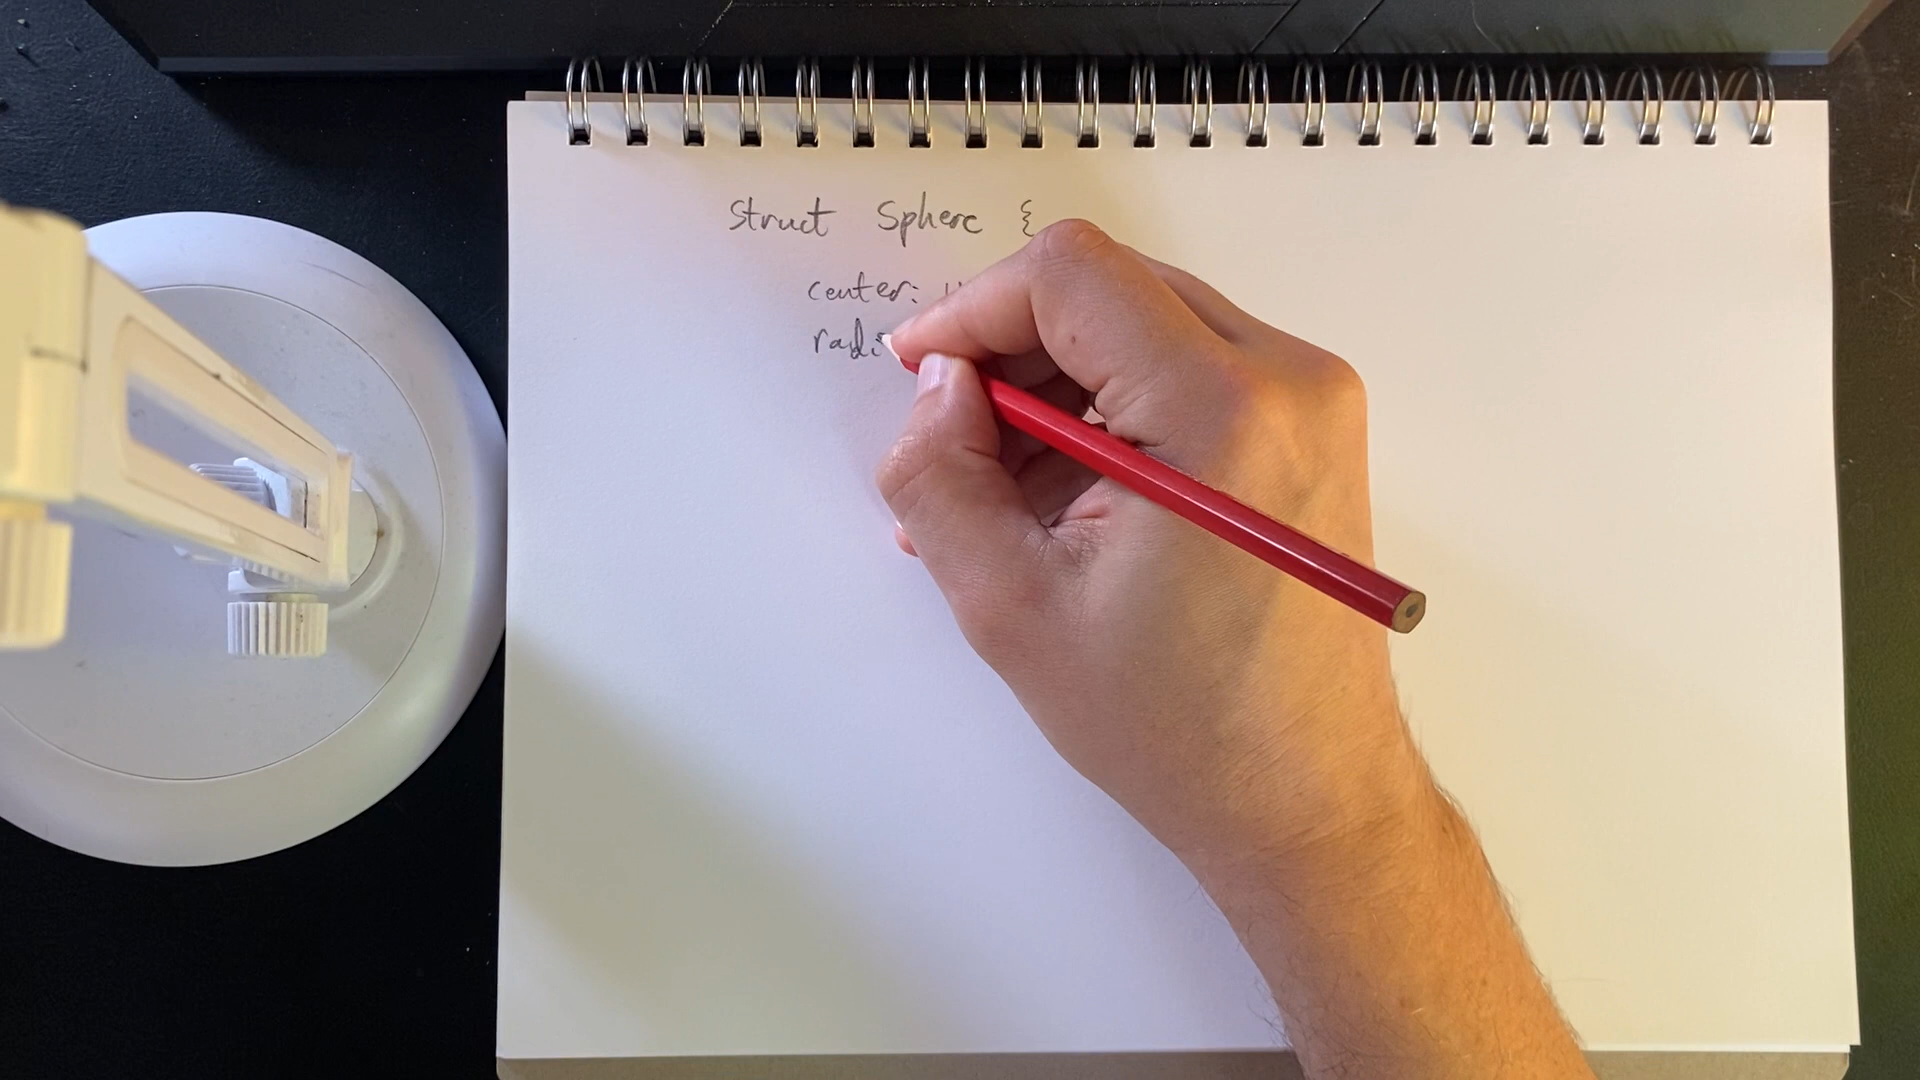 Struct Sphere {
center:
radi